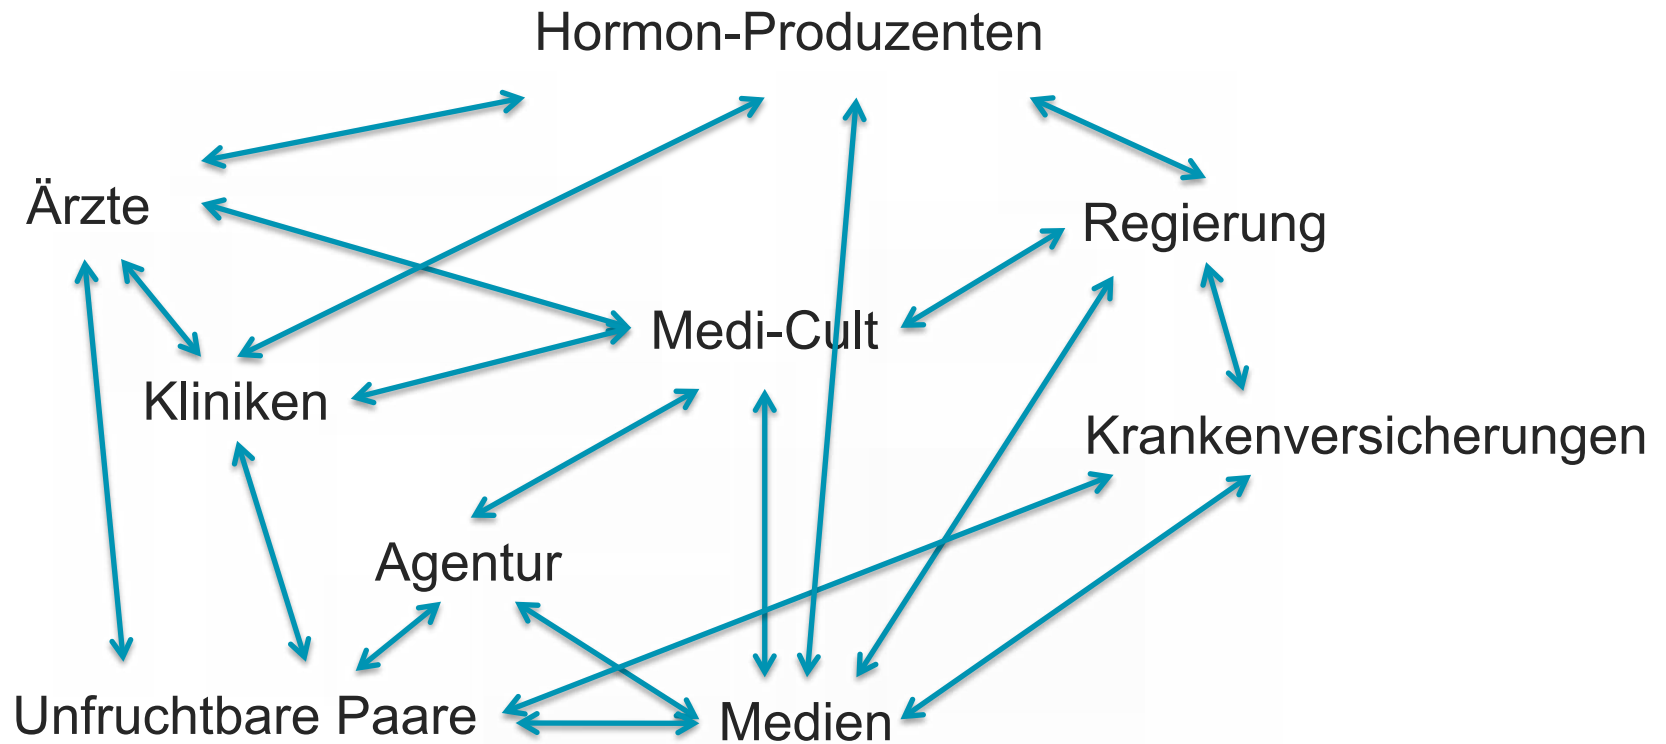 Hormon-Produzenten
Ärzte
Regierung
Medi-Cult
Kliniken
Krankenversicherungen
Agentur
Unfruchtbare Paare
Medien